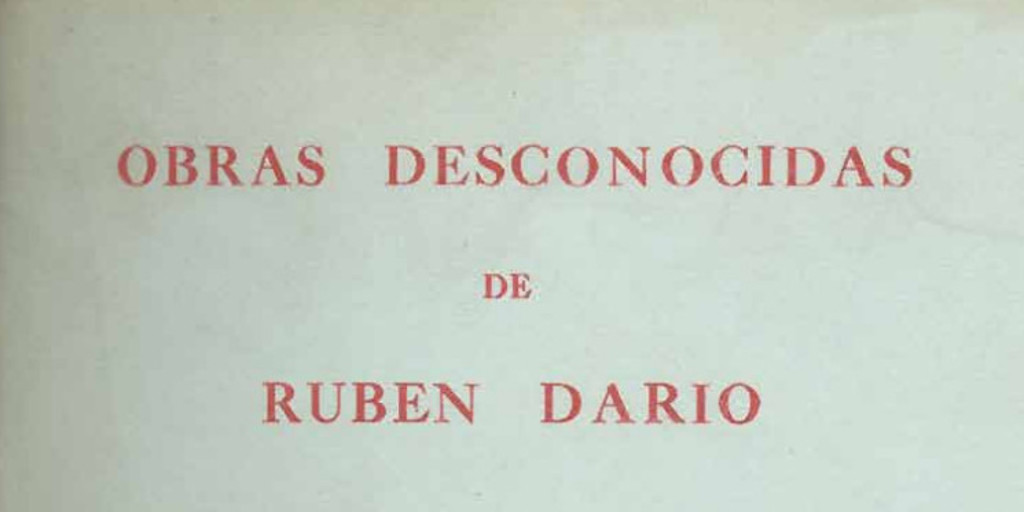 OBRAS DESCONOCIDAS
DE
RUBEN DARIO